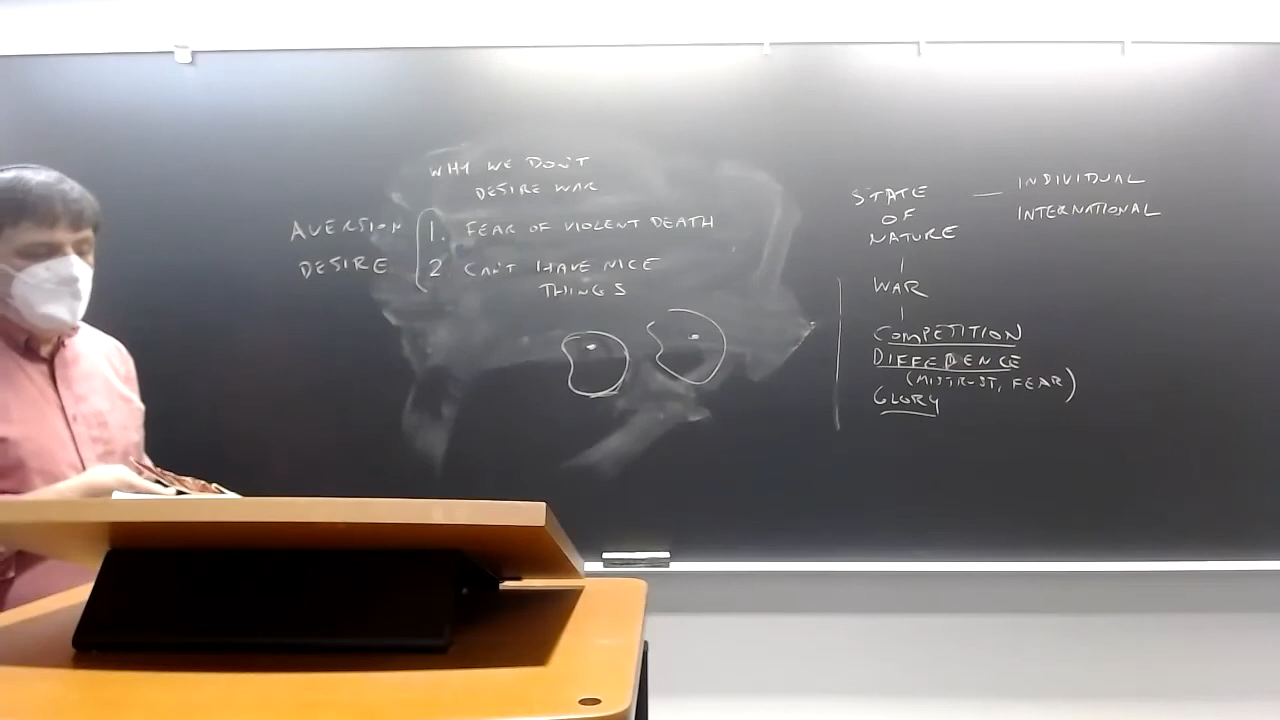 WHY WE DON'T
DESIRE WAR
AVERSION
DESIRE
1. FEAR OF VIOLENT DEATH
2 CAN'T HAVE NICE
THINGS
STATE
OF
NATURE
— INDIVIDUAL
INTERNATIONAL
WAR
COMPETITION
DIFFEDENCE
(MISTRUST, FEAR)
GLORY